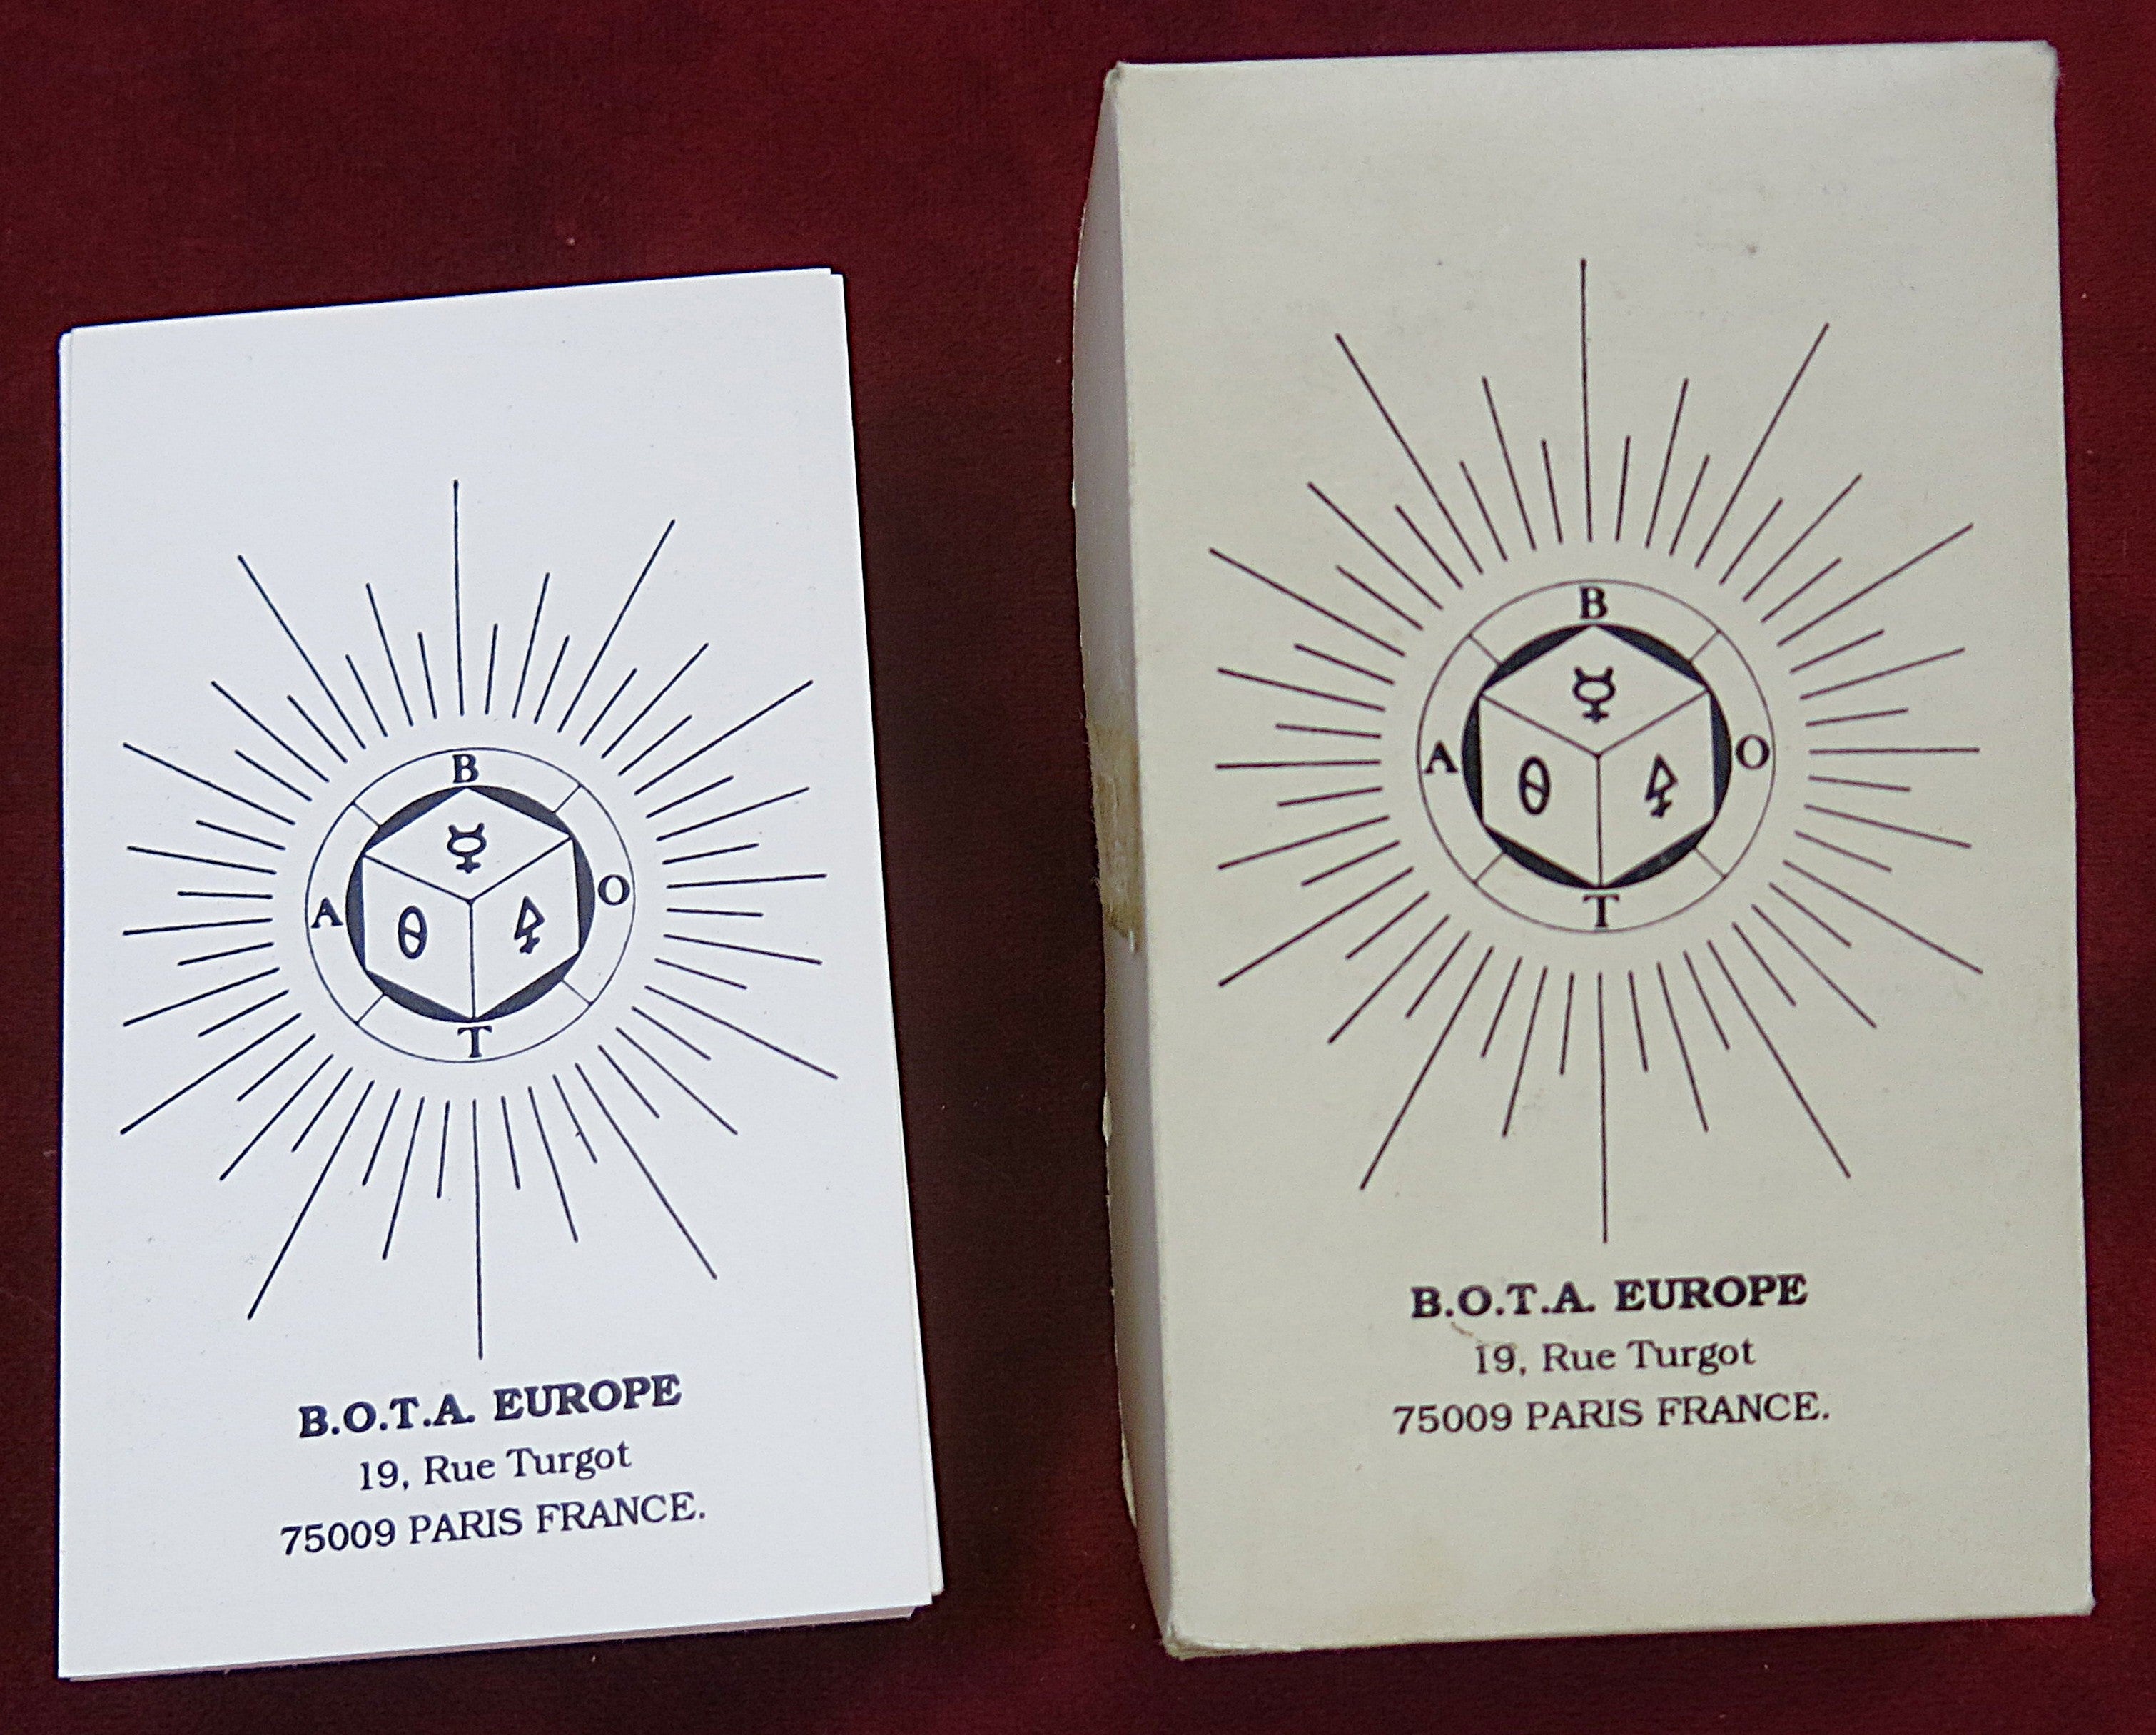 B
A
O
T
B.O.T.A. EUROPE
19, Rue Turgot
75009 PARIS FRANCE.
B
A
O
T
B.O.T.A. EUROPE
19, Rue Turgot
75009 PARIS FRANCE.